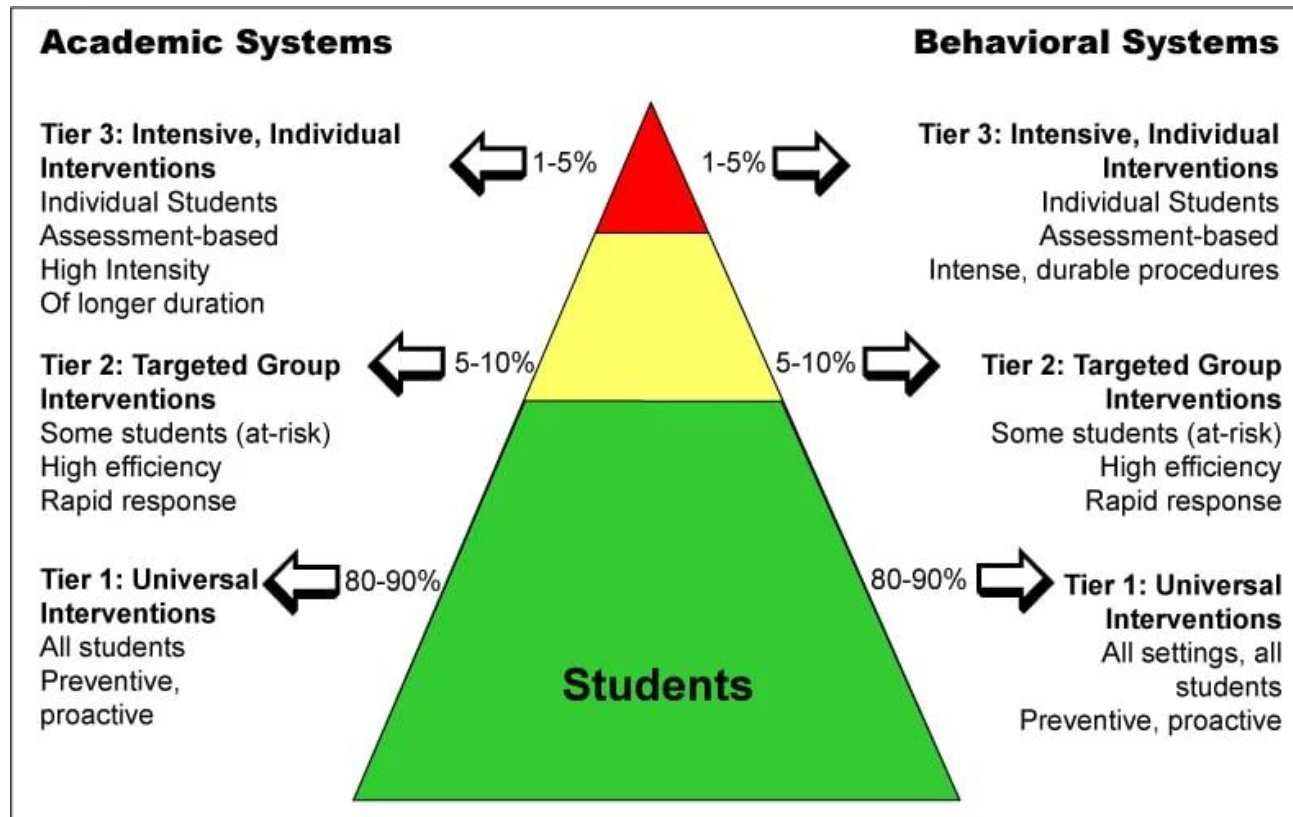 Academic Systems
Behavioral Systems
Tier 3: Intensive, Individual
Interventions
Individual Students
Assessment-based
High Intensity
Of longer duration
1-5%
1-5%
Tier 3: Intensive, Individual
Interventions
Individual Students
Assessment-based
Intense, durable procedures
Tier 2: Targeted Group
Interventions
Some students (at-risk)
High efficiency
Rapid response
5-10%
5-10%
Tier 2: Targeted Group
Interventions
Some students (at-risk)
High efficiency
Rapid response
Tier 1: Universal
Interventions
All students
Preventive,
proactive
80-90%
80-90%
Tier 1: Universal
Interventions
All settings, all
students
Preventive, proactive
Students